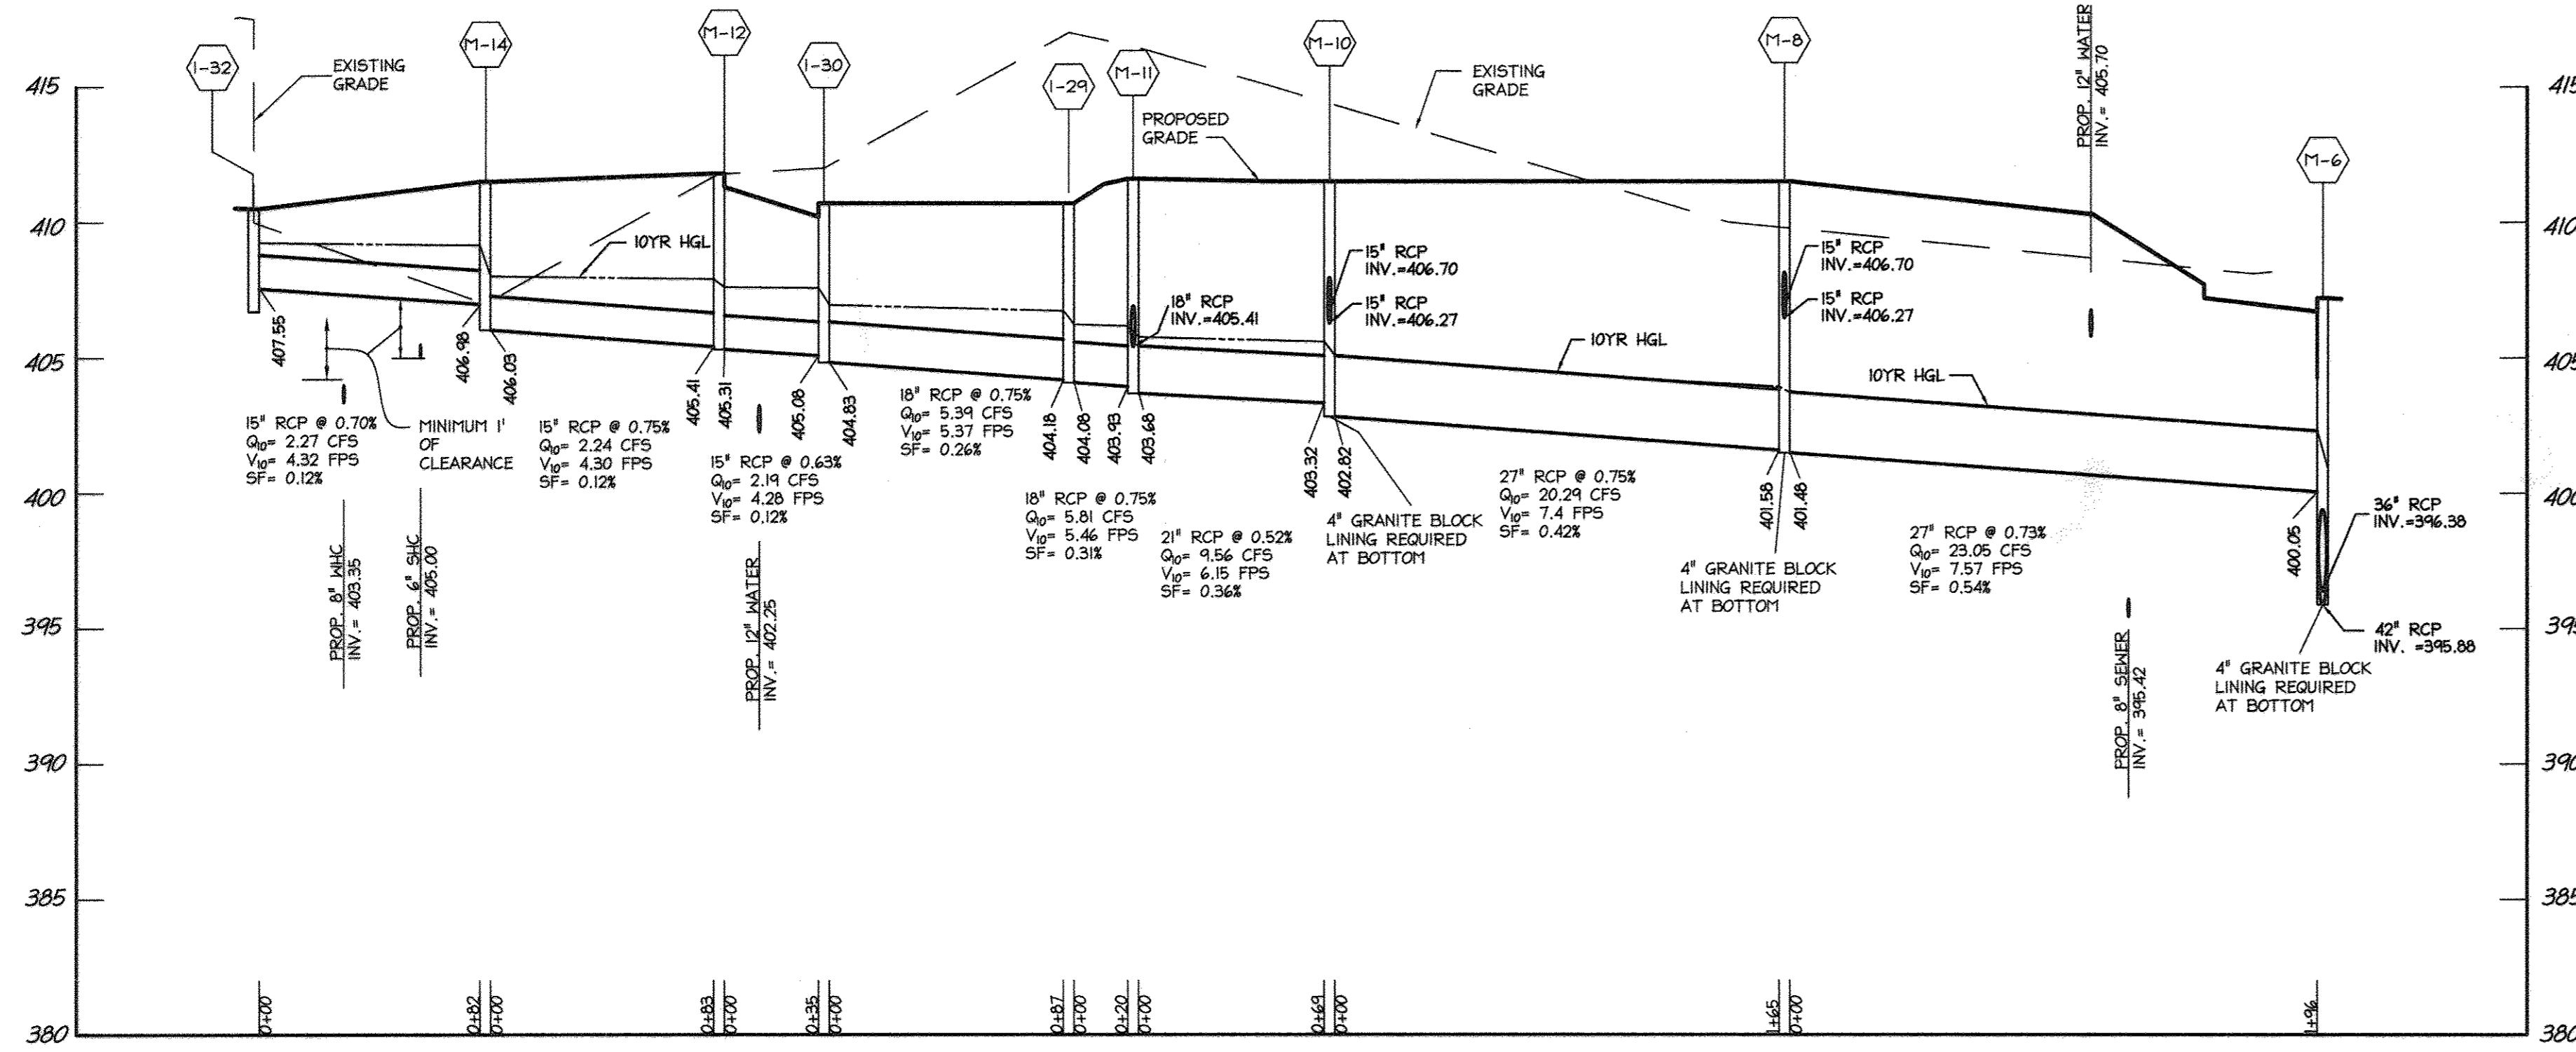 I-32
M-14
M-12
I-30
I-29
M-11
M-10
M-8
M-6
EXISTING
GRADE
EXISTING
GRADE
PROPOSED
GRADE
PROP. 12" WATER
INV.= 405.70
415
410
405
400
395
390
385
380
415
410
405
400
395
390
385
380
10YR HGL
10YR HGL
10YR HGL
15" RCP
INV.=406.70
15" RCP
INV.=406.27
15" RCP
INV.=406.70
15" RCP
INV.=406.27
18" RCP
INV.=405.41
407.55
406.98
406.03
405.41
405.31
405.08
404.83
404.18
404.08
403.93
403.68
403.32
402.82
401.58
401.48
400.05
15" RCP @ 0.70%
Q10= 2.27 CFS
V10= 4.32 FPS
SF= 0.12%
MINIMUM 1'
OF
CLEARANCE
15" RCP @ 0.75%
Q10= 2.24 CFS
V10= 4.30 FPS
SF= 0.12%
15" RCP @ 0.63%
Q10= 2.19 CFS
V10= 4.28 FPS
SF= 0.12%
18" RCP @ 0.75%
Q10= 5.39 CFS
V10= 5.37 FPS
SF= 0.26%
18" RCP @ 0.75%
Q10= 5.81 CFS
V10= 5.46 FPS
SF= 0.31%
21" RCP @ 0.52%
Q10= 9.56 CFS
V10= 6.15 FPS
SF= 0.36%
4" GRANITE BLOCK
LINING REQUIRED
AT BOTTOM
27" RCP @ 0.75%
Q10= 20.29 CFS
V10= 7.4 FPS
SF= 0.42%
4" GRANITE BLOCK
LINING REQUIRED
AT BOTTOM
27" RCP @ 0.73%
Q10= 23.05 CFS
V10= 7.57 FPS
SF= 0.54%
36" RCP
INV.=396.38
42" RCP
INV. =395.88
4" GRANITE BLOCK
LINING REQUIRED
AT BOTTOM
PROP. 8" WHC
INV.= 403.35
PROP. 6" SHC
INV.= 405.00
PROP. 12" WATER
INV.= 402.25
PROP. 8" SEWER
INV.= 395.42
0+00
0+82
0+00
0+83
0+00
0+35
0+00
0+87
0+00
0+20
0+00
0+69
0+00
1+65
0+00
1+96